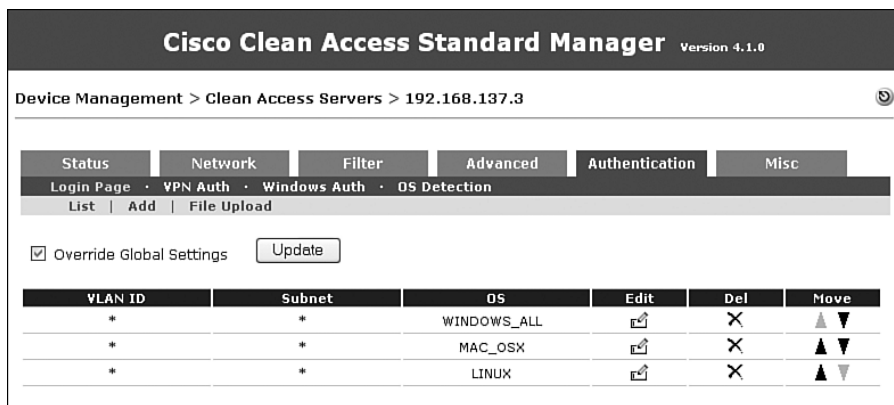 Cisco Clean Access Standard Manager Version 4.1.0
Device Management > Clean Access Servers > 192.168.137.3
Status Network Filter Advanced Authentication Misc
Login Page · VPN Auth · Windows Auth · OS Detection
List | Add | File Upload
Override Global Settings Update
VLAN ID Subnet OS Edit Del Move
* * WINDOWS_ALL
* * MAC_OSX
* * LINUX